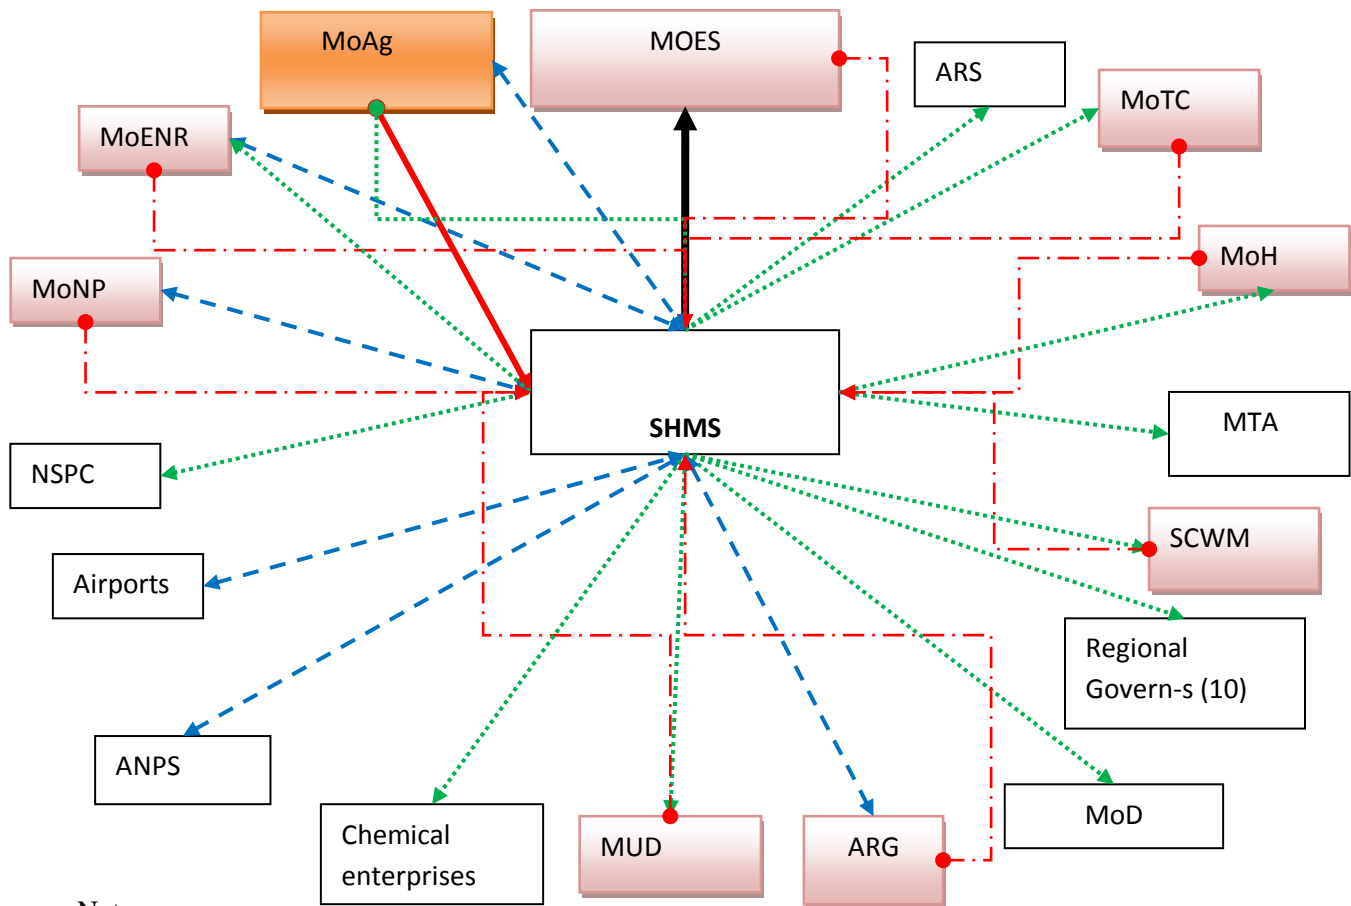 MoAg
MOES
ARS
MoTC
MoENR
MoH
MoNP
SHMS
MTA
NSPC
SCWM
Airports
Regional
Govern-s (10)
ANPS
MoD
Chemical
enterprises
MUD
ARG